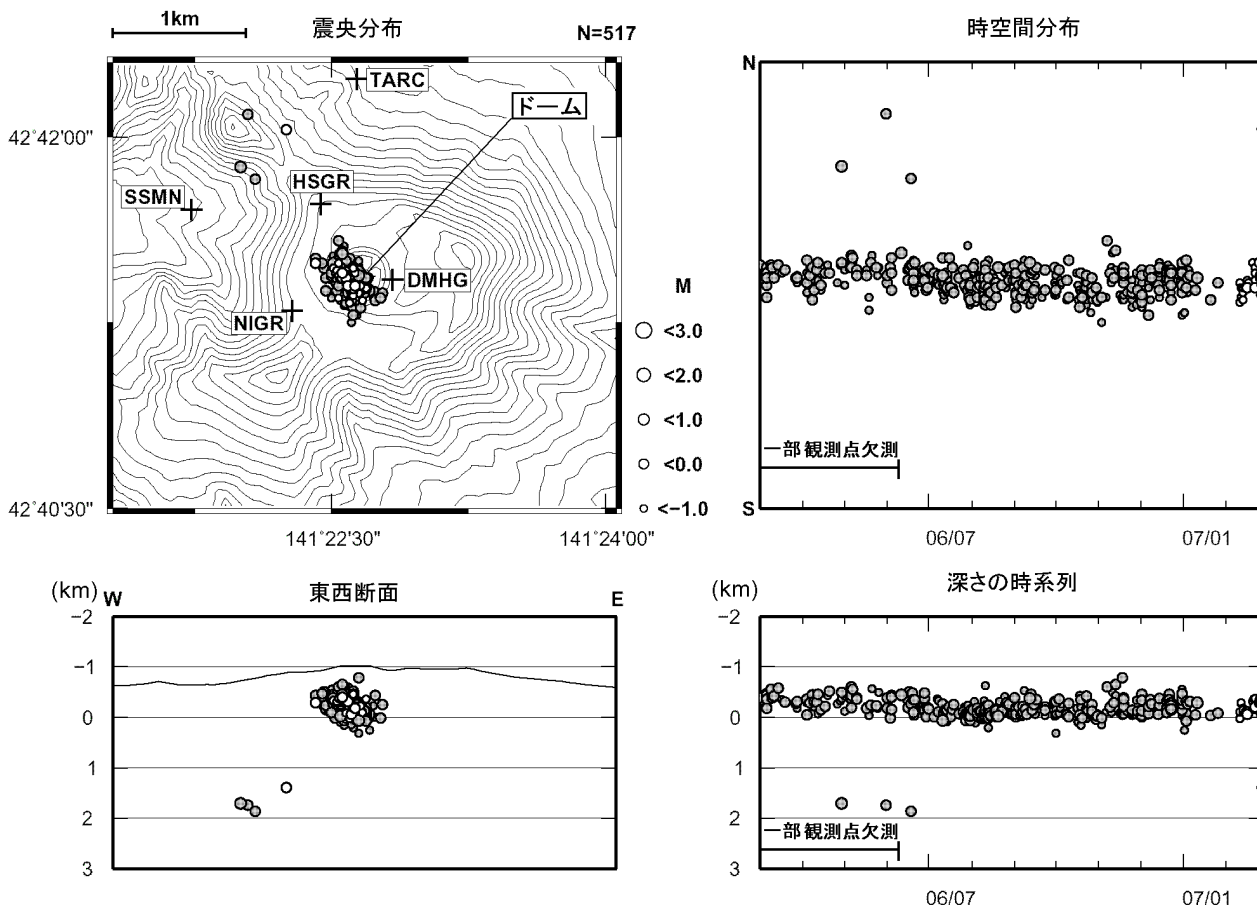 1km
震央分布
N=517
TARC
ドーム
42°42'00"
SSMN
HSGR
DMHG
NIGR
42°40'30"
141°22'30"
141°24'00"
M
<3.0
<2.0
<1.0
<0.0
<−1.0
時空間分布
N
一部観測点欠測
S
06/07
07/01
(km)
W
東西断面
E
−2
−1
0
1
2
3
(km)
深さの時系列
−2
−1
0
1
2
3
一部観測点欠測
06/07
07/01